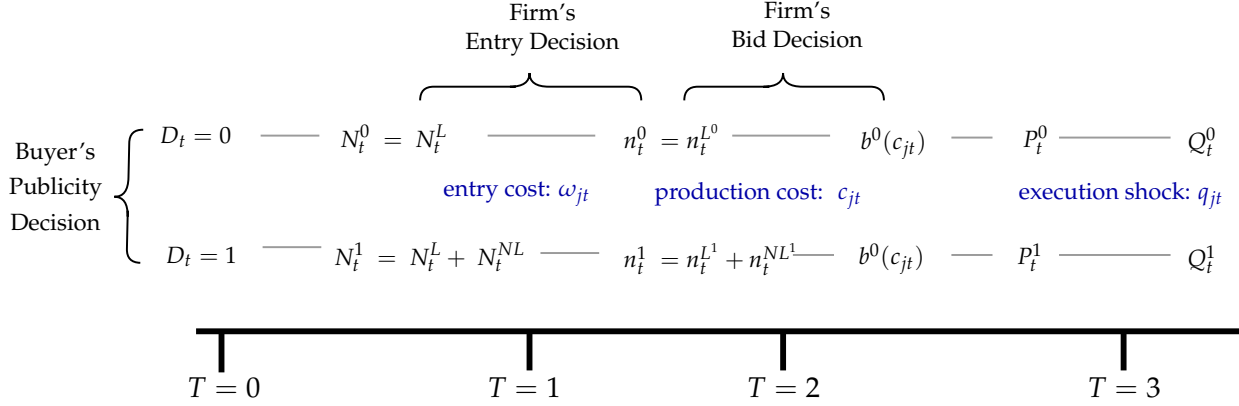 Firm's
Entry Decision
Firm's
Bid Decision
Buyer's
Publicity
Decision
D_t = 0 N_t^0 = N_t^L n_t^0 = n_t^{L^0} b^0(c_{jt}) P_t^0 Q_t^0
entry cost: ω_{jt} production cost: c_{jt} execution shock: q_{jt}
D_t = 1 N_t^1 = N_t^L + N_t^{NL} n_t^1 = n_t^{L^1} + n_t^{NL^1} b^0(c_{jt}) P_t^1 Q_t^1
T = 0 T = 1 T = 2 T = 3